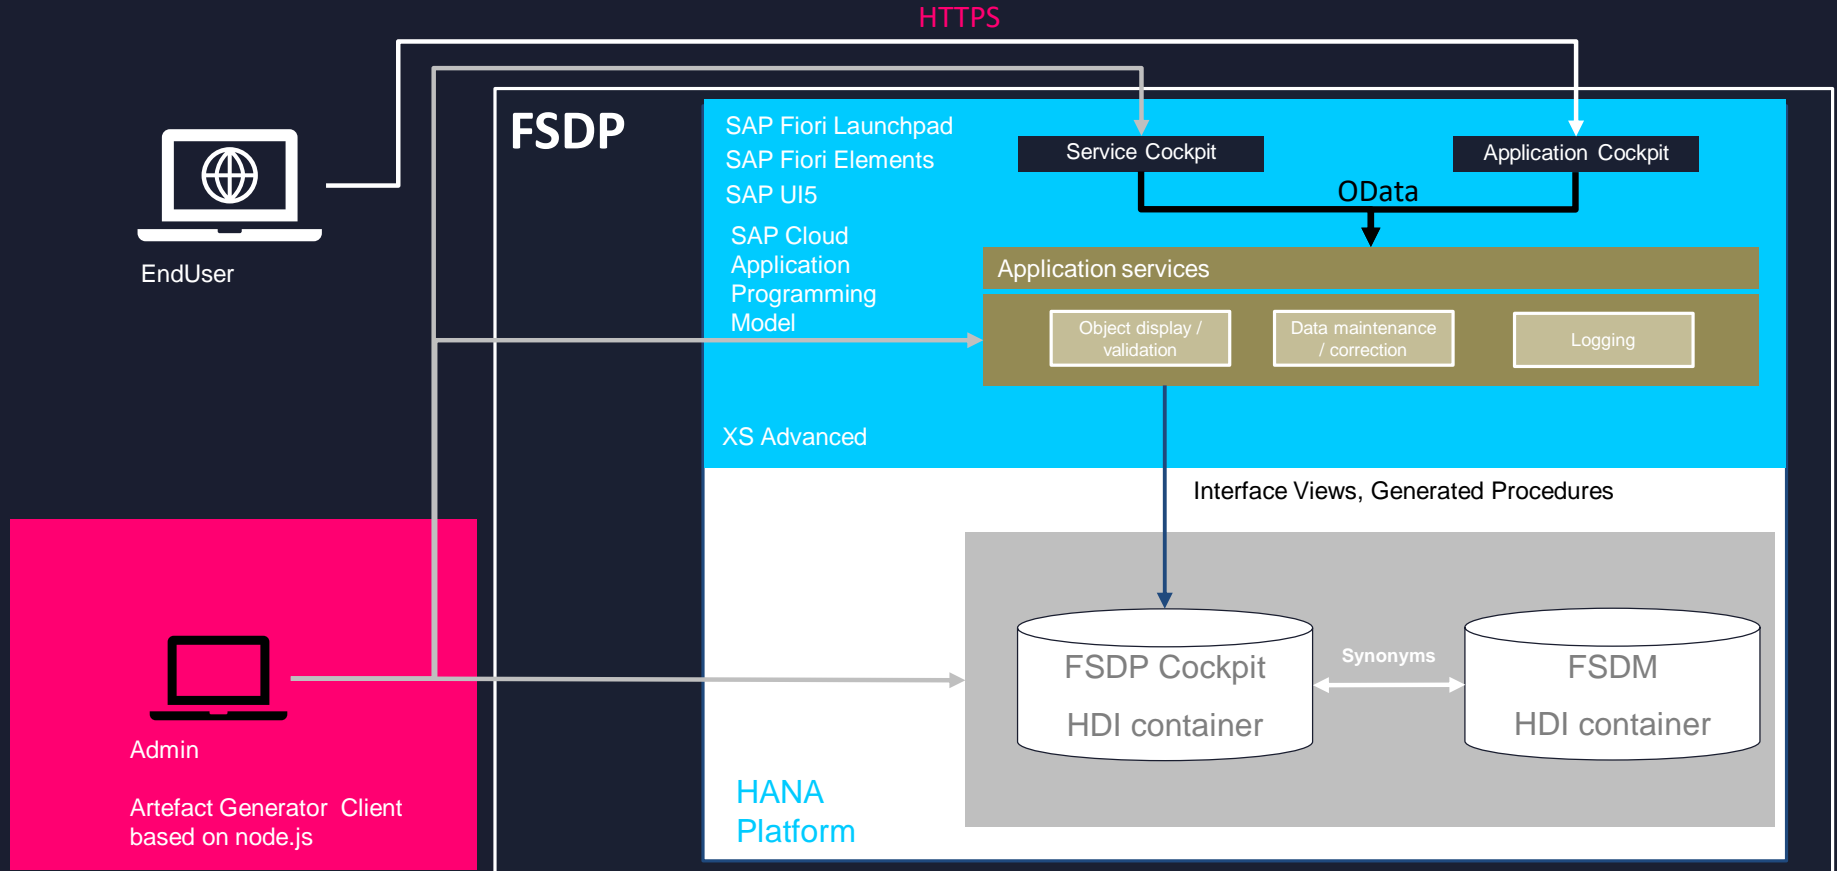 HTTPS
FSDP
SAP Fiori Launchpad
SAP Fiori Elements
SAP UI5
SAP Cloud
Application
Programming
Model
XS Advanced
Service Cockpit
Application Cockpit
OData
Application services
Object display /
validation
Data maintenance
/ correction
Logging
EndUser
Interface Views, Generated Procedures
FSDP Cockpit
HDI container
Synonyms
FSDM
HDI container
HANA
Platform
Admin
Artefact Generator Client
based on node.js